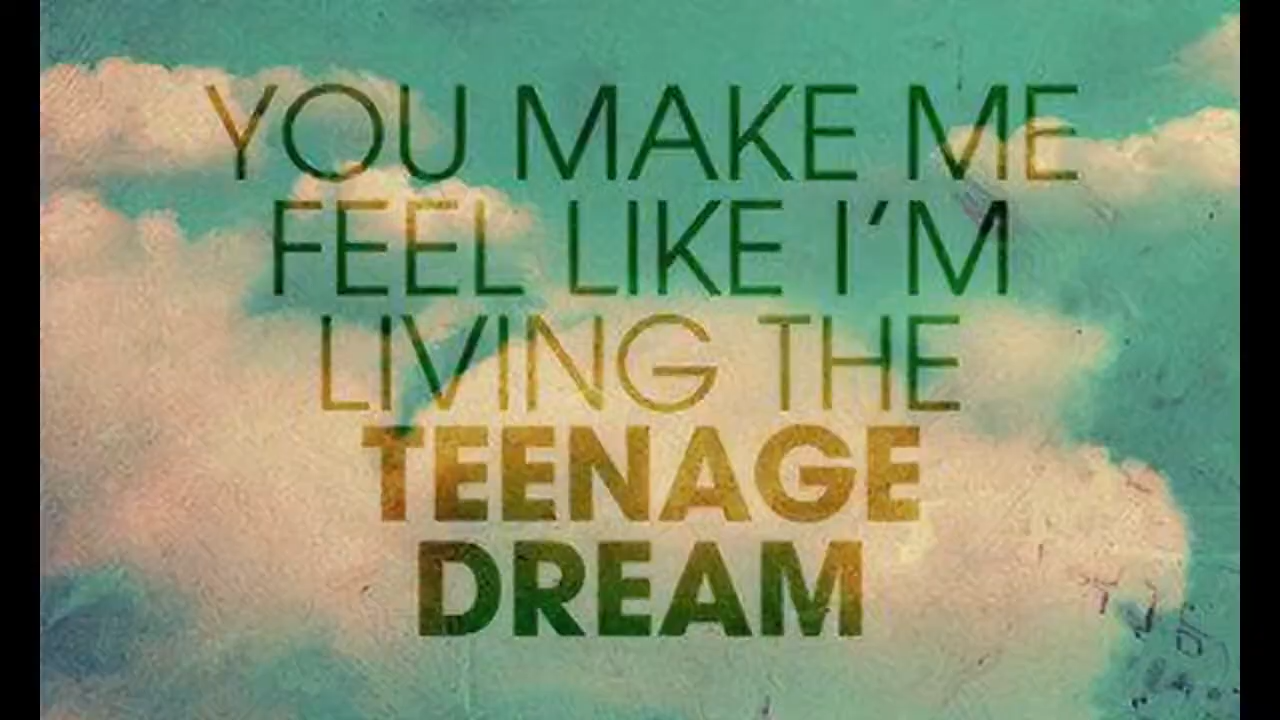 YOU MAKE ME
FEEL LIKE I'M
LIVING THE
TEENAGE
DREAM